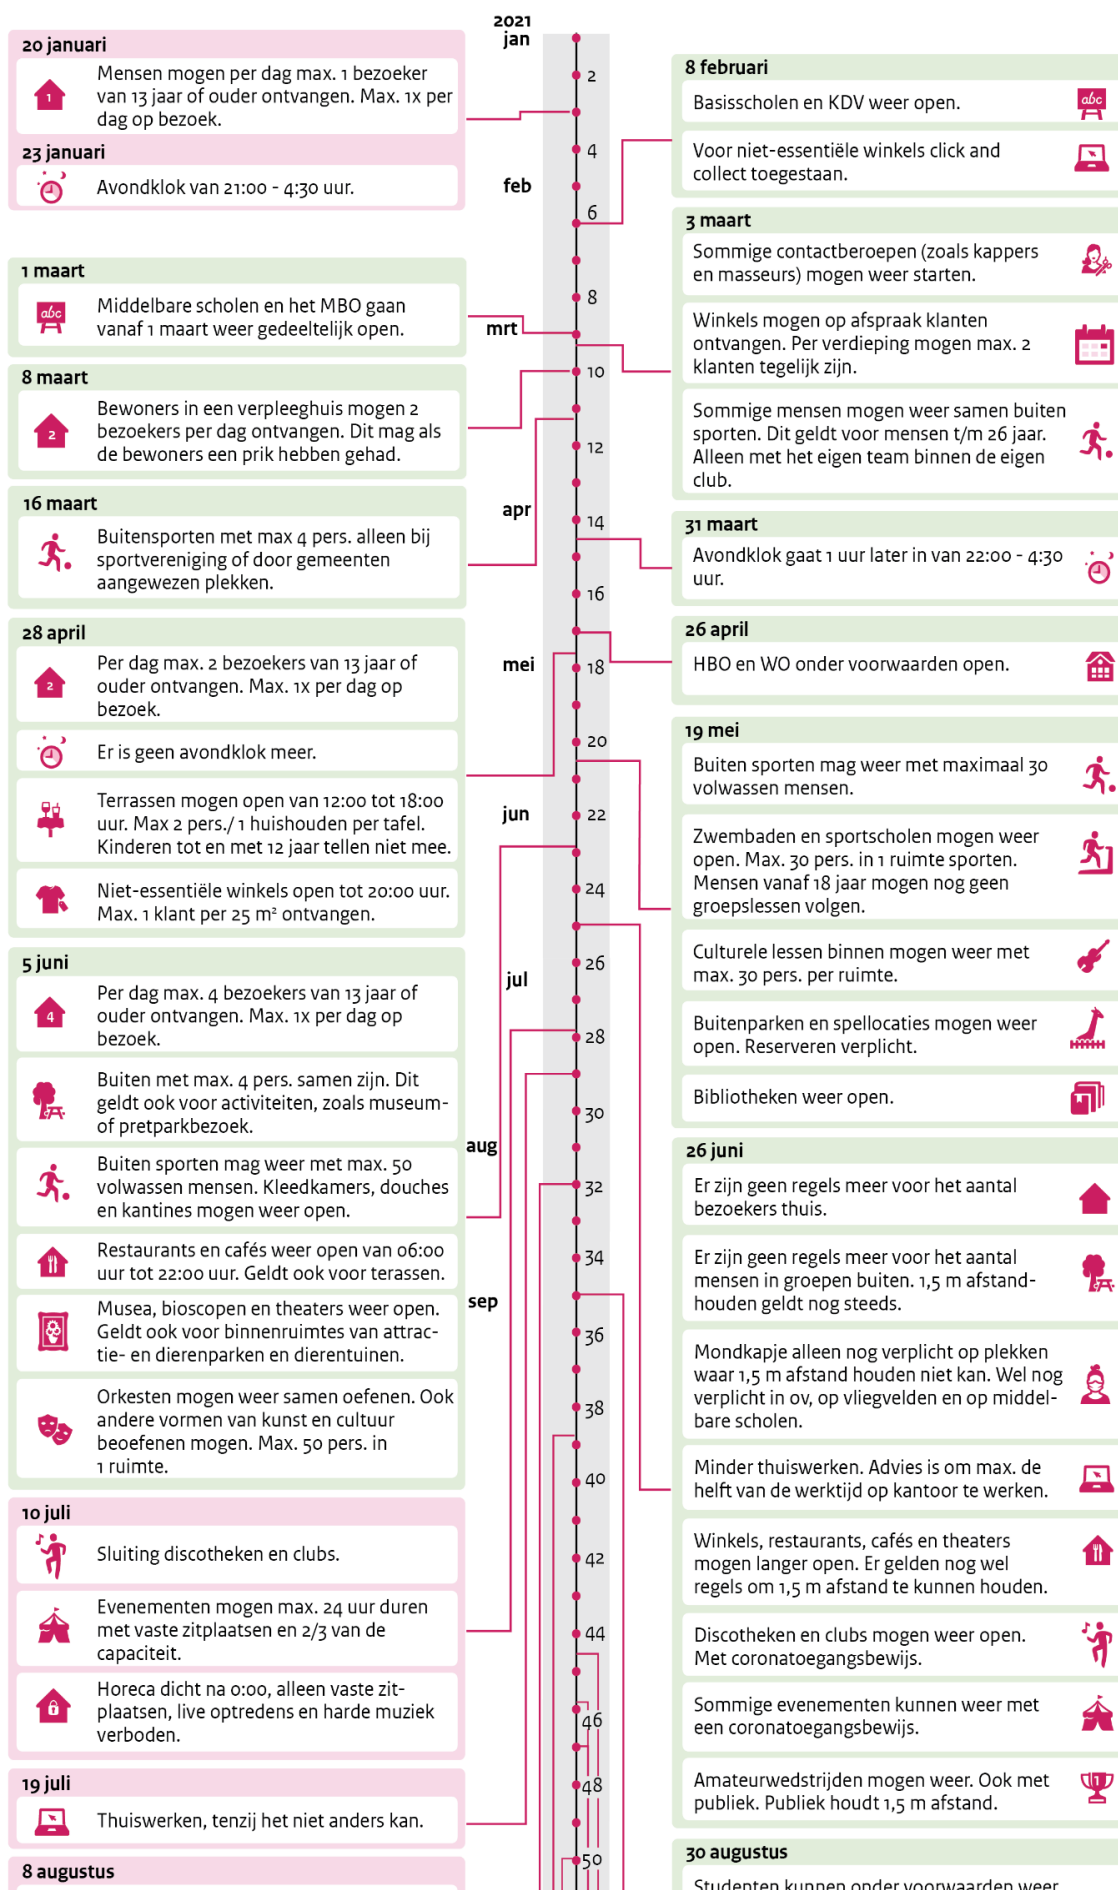 2021
jan
feb
mrt
apr
mei
jun
jul
aug
sep
2
4
6
8
10
12
14
16
18
20
22
24
26
28
30
32
34
36
38
40
42
44
46
48
50
20 januari
1
Mensen mogen per dag max. 1 bezoeker
van 13 jaar of ouder ontvangen. Max. 1x per
dag op bezoek.
23 januari
Avondklok van 21:00 - 4:30 uur.
1 maart
abc
Middelbare scholen en het MBO gaan
vanaf 1 maart weer gedeeltelijk open.
8 maart
2
Bewoners in een verpleeghuis mogen 2
bezoekers per dag ontvangen. Dit mag als
de bewoners een prik hebben gehad.
16 maart
Buitensporten met max 4 pers. alleen bij
sportvereniging of door gemeenten
aangewezen plekken.
28 april
2
Per dag max. 2 bezoekers van 13 jaar of
ouder ontvangen. Max. 1x per dag op
bezoek.
Er is geen avondklok meer.
Terrassen mogen open van 12:00 tot 18:00
uur. Max 2 pers./ 1 huishouden per tafel.
Kinderen tot en met 12 jaar tellen niet mee.
Niet-essentiële winkels open tot 20:00 uur.
Max. 1 klant per 25 m² ontvangen.
5 juni
4
Per dag max. 4 bezoekers van 13 jaar of
ouder ontvangen. Max. 1x per dag op
bezoek.
Buiten met max. 4 pers. samen zijn. Dit
geldt ook voor activiteiten, zoals museum-
of pretparkbezoek.
Buiten sporten mag weer met max. 50
volwassen mensen. Kleedkamers, douches
en kantines mogen weer open.
Restaurants en cafés weer open van 06:00
uur tot 22:00 uur. Geldt ook voor terassen.
Musea, bioscopen en theaters weer open.
Geldt ook voor binnenruimtes van attrac-
tie- en dierenparken en dierentuinen.
Orkesten mogen weer samen oefenen. Ook
andere vormen van kunst en cultuur
beoefenen mogen. Max. 50 pers. in
1 ruimte.
10 juli
Sluiting discotheken en clubs.
Evenementen mogen max. 24 uur duren
met vaste zitplaatsen en 2/3 van de
capaciteit.
Horeca dicht na 0:00, alleen vaste zit-
plaatsen, live optredens en harde muziek
verboden.
19 juli
Thuiswerken, tenzij het niet anders kan.
8 augustus
8 februari
Basisscholen en KDV weer open.
abc
Voor niet-essentiële winkels click and
collect toegestaan.
3 maart
Sommige contactberoepen (zoals kappers
en masseurs) mogen weer starten.
Winkels mogen op afspraak klanten
ontvangen. Per verdieping mogen max. 2
klanten tegelijk zijn.
Sommige mensen mogen weer samen buiten
sporten. Dit geldt voor mensen t/m 26 jaar.
Alleen met het eigen team binnen de eigen
club.
31 maart
Avondklok gaat 1 uur later in van 22:00 - 4:30
uur.
26 april
HBO en WO onder voorwaarden open.
19 mei
Buiten sporten mag weer met maximaal 30
volwassen mensen.
Zwembaden en sportscholen mogen weer
open. Max. 30 pers. in 1 ruimte sporten.
Mensen vanaf 18 jaar mogen nog geen
groepslessen volgen.
Culturele lessen binnen mogen weer met
max. 30 pers. per ruimte.
Buitenparken en spellocaties mogen weer
open. Reserveren verplicht.
Bibliotheken weer open.
26 juni
Er zijn geen regels meer voor het aantal
bezoekers thuis.
Er zijn geen regels meer voor het aantal
mensen in groepen buiten. 1,5 m afstand-
houden geldt nog steeds.
Mondkapje alleen nog verplicht op plekken
waar 1,5 m afstand houden niet kan. Wel nog
verplicht in ov, op vliegvelden en op middel-
bare scholen.
Minder thuiswerken. Advies is om max. de
helft van de werktijd op kantoor te werken.
Winkels, restaurants, cafés en theaters
mogen langer open. Er gelden nog wel
regels om 1,5 m afstand te kunnen houden.
Discotheken en clubs mogen weer open.
Met coronatoegangsbewijs.
Sommige evenementen kunnen weer met
een coronatoegangsbewijs.
Amateurwedstrijden mogen weer. Ook met
publiek. Publiek houdt 1,5 m afstand.
1
30 augustus
Studenten kunnen onder voorwaarden weer